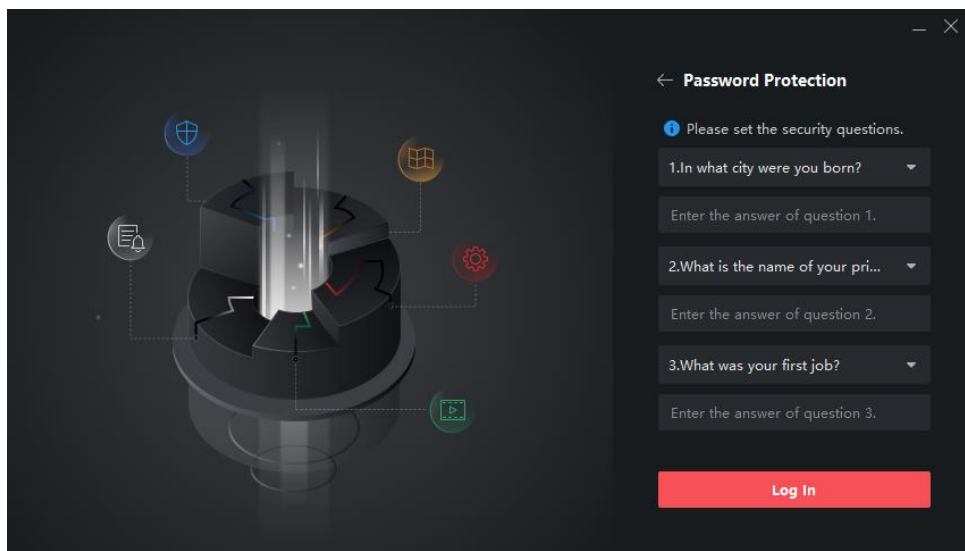 Password Protection
Please set the security questions.
1.In what city were you born?
Enter the answer of question 1.
2.What is the name of your pri...
Enter the answer of question 2.
3.What was your first job?
Enter the answer of question 3.
Log In